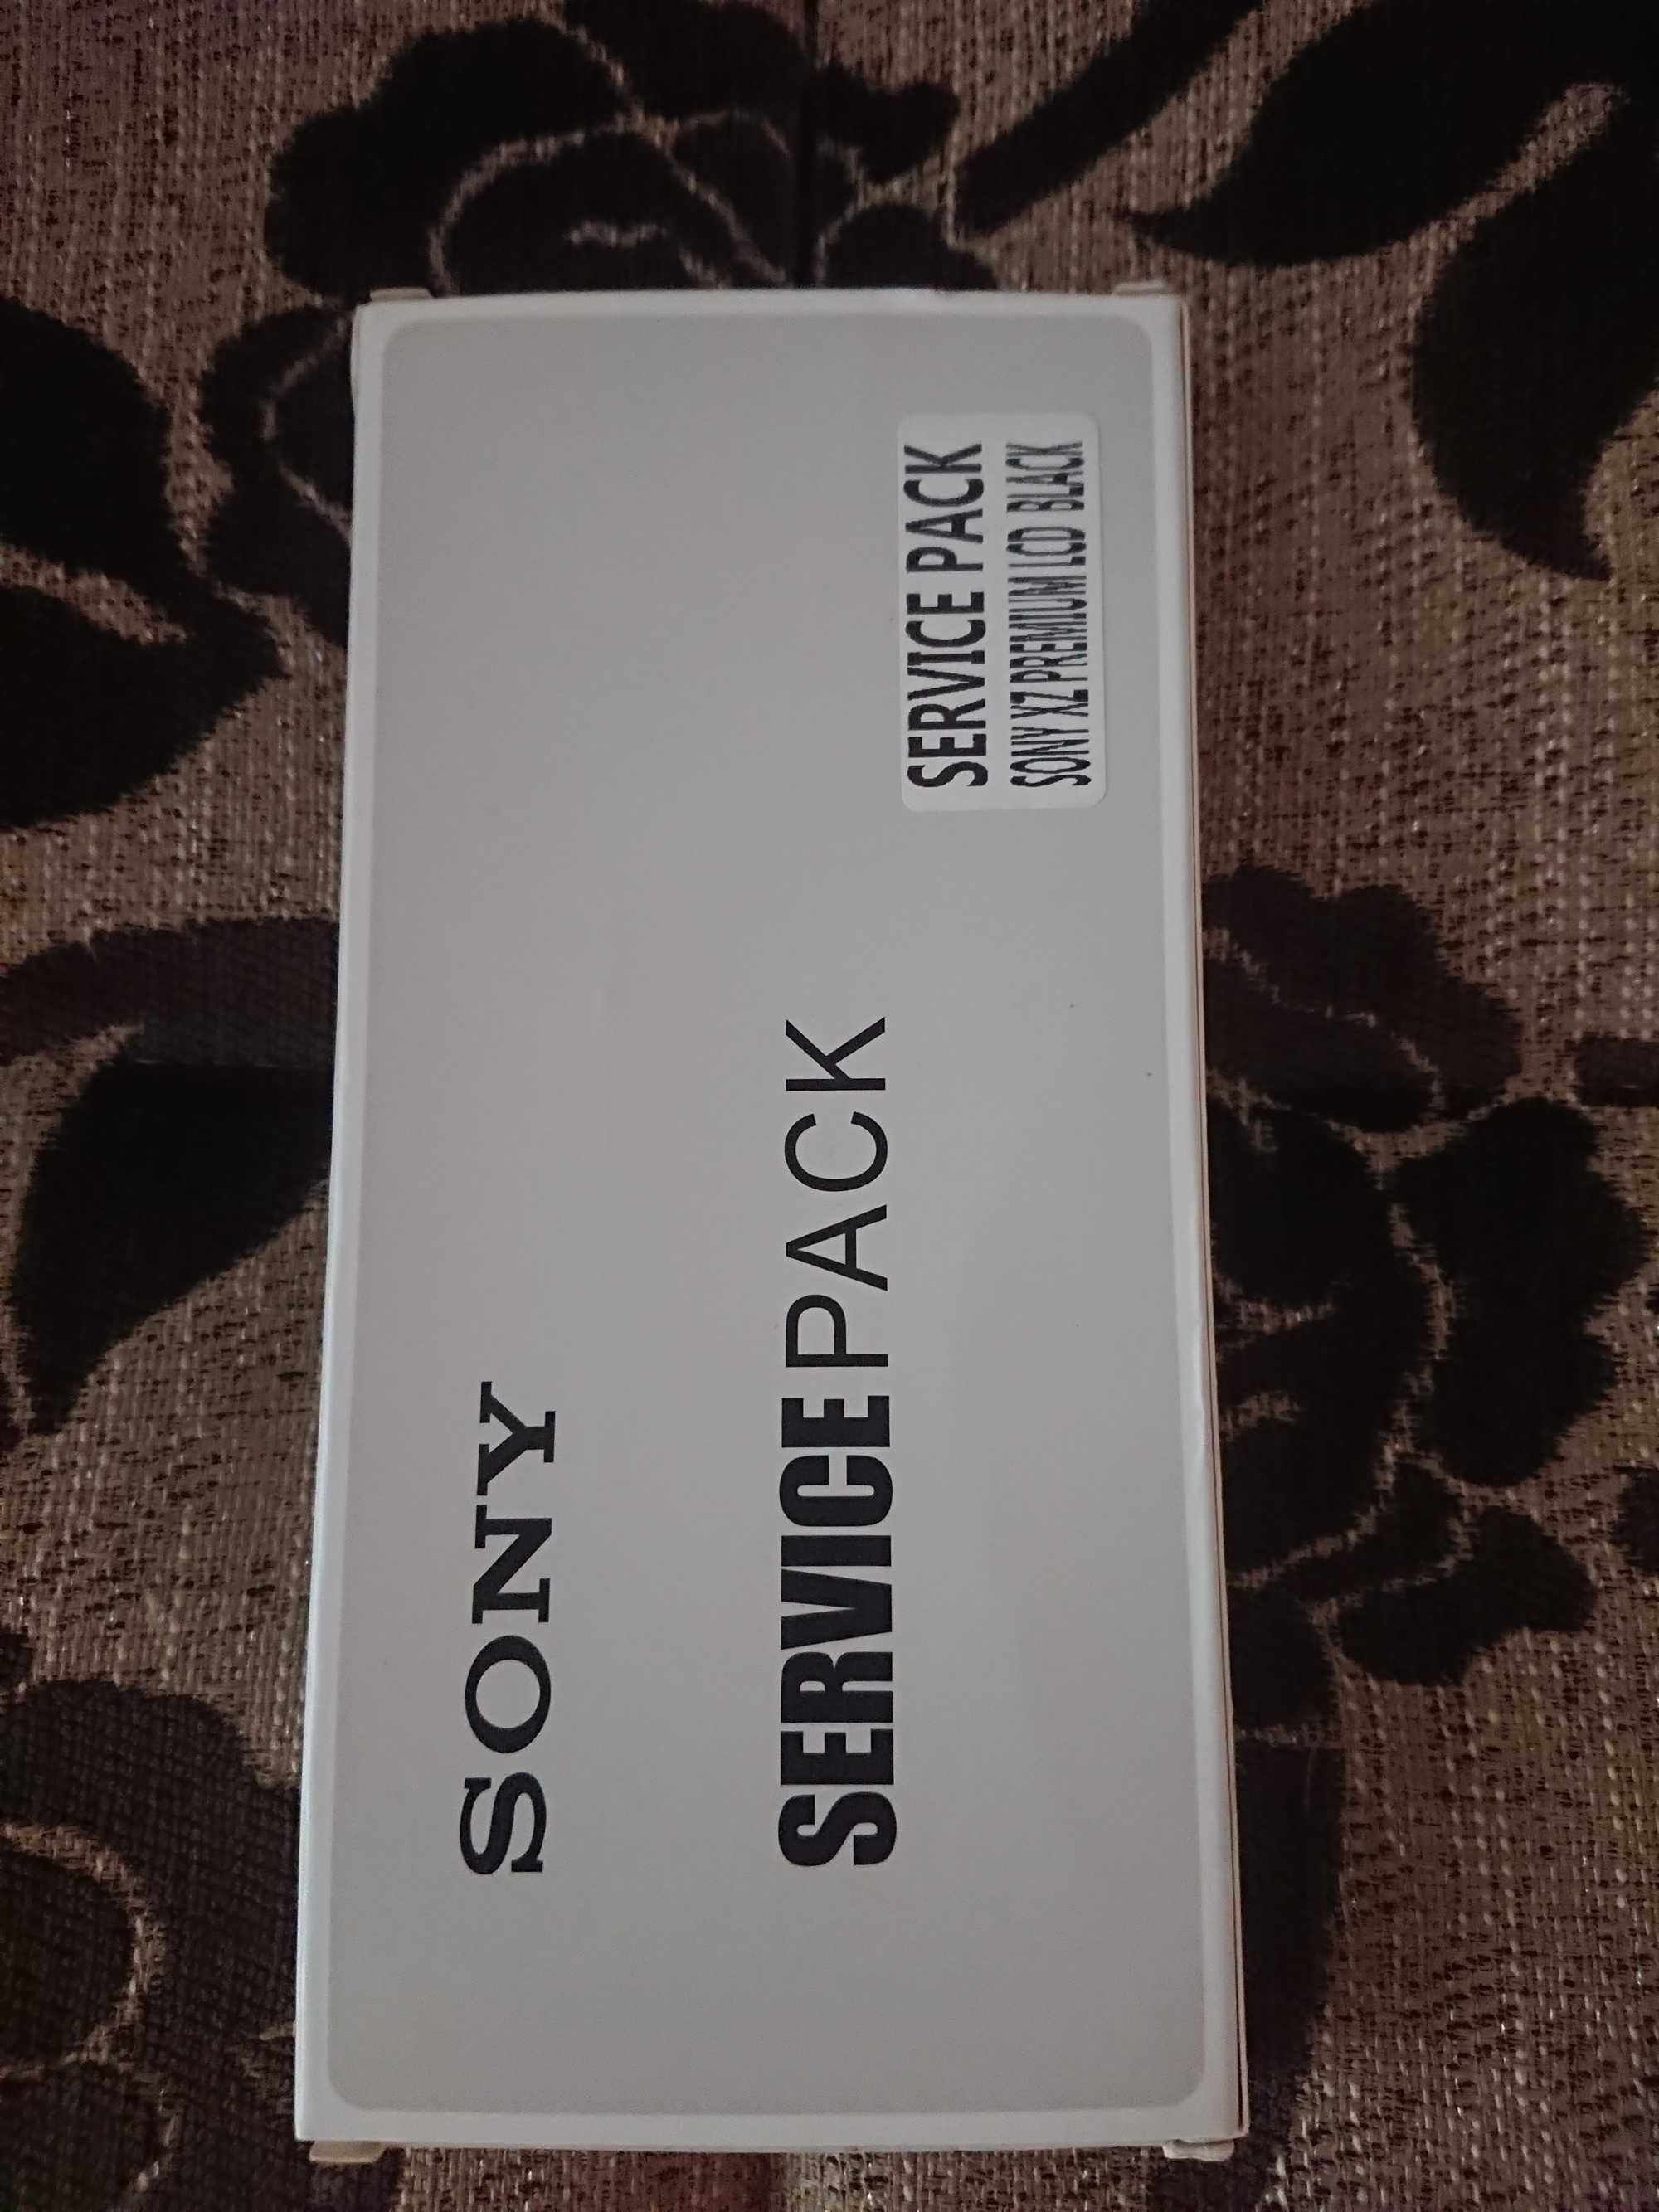 SONY
SERVICE PACK
SERVICE PACK
SONY XZ PREMIUM LCD BLACK